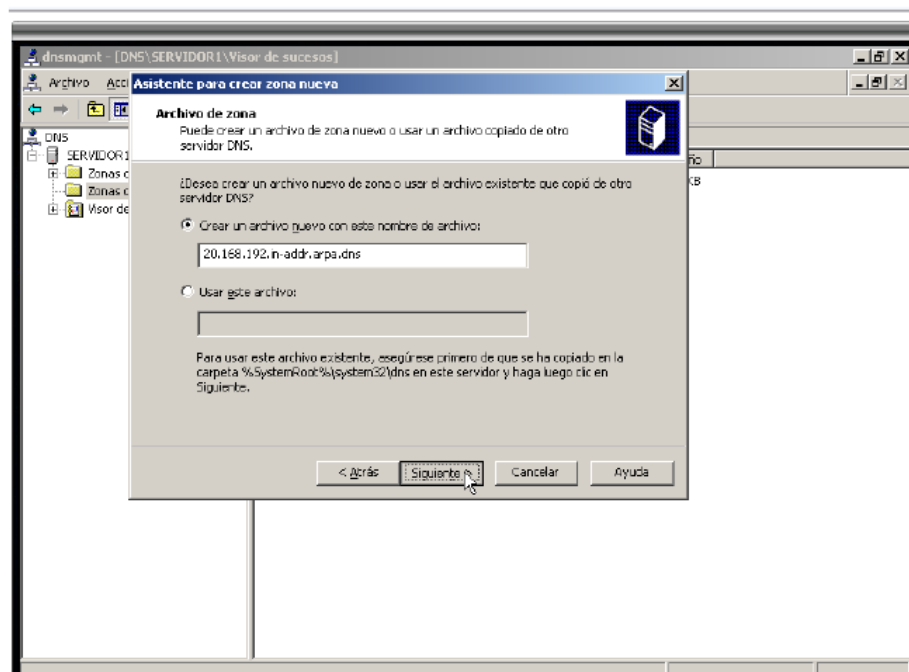 dnsmgmt - [DNS\SERVIDOR1\Visor de sucesos]
Archivo Acci
Asistente para crear zona nueva
Archivo de zona
Puede crear un archivo de zona nuevo o usar un archivo copiado de otro
servidor DNS.
DNS
SERVIDOR1
Zonas d
Zonas d
Visor de
ño
KB
¿Desea crear un archivo nuevo de zona o usar el archivo existente que copió de otro
servidor DNS?
Crear un archivo nuevo con este nombre de archivo:
20.168.192.in-addr.arpa.dns
Usar este archivo:
Para usar este archivo existente, asegúrese primero de que se ha copiado en la
carpeta %SystemRoot%\system32\dns en este servidor y haga luego clic en
Siguiente.
< Atrás Siguiente > Cancelar Ayuda